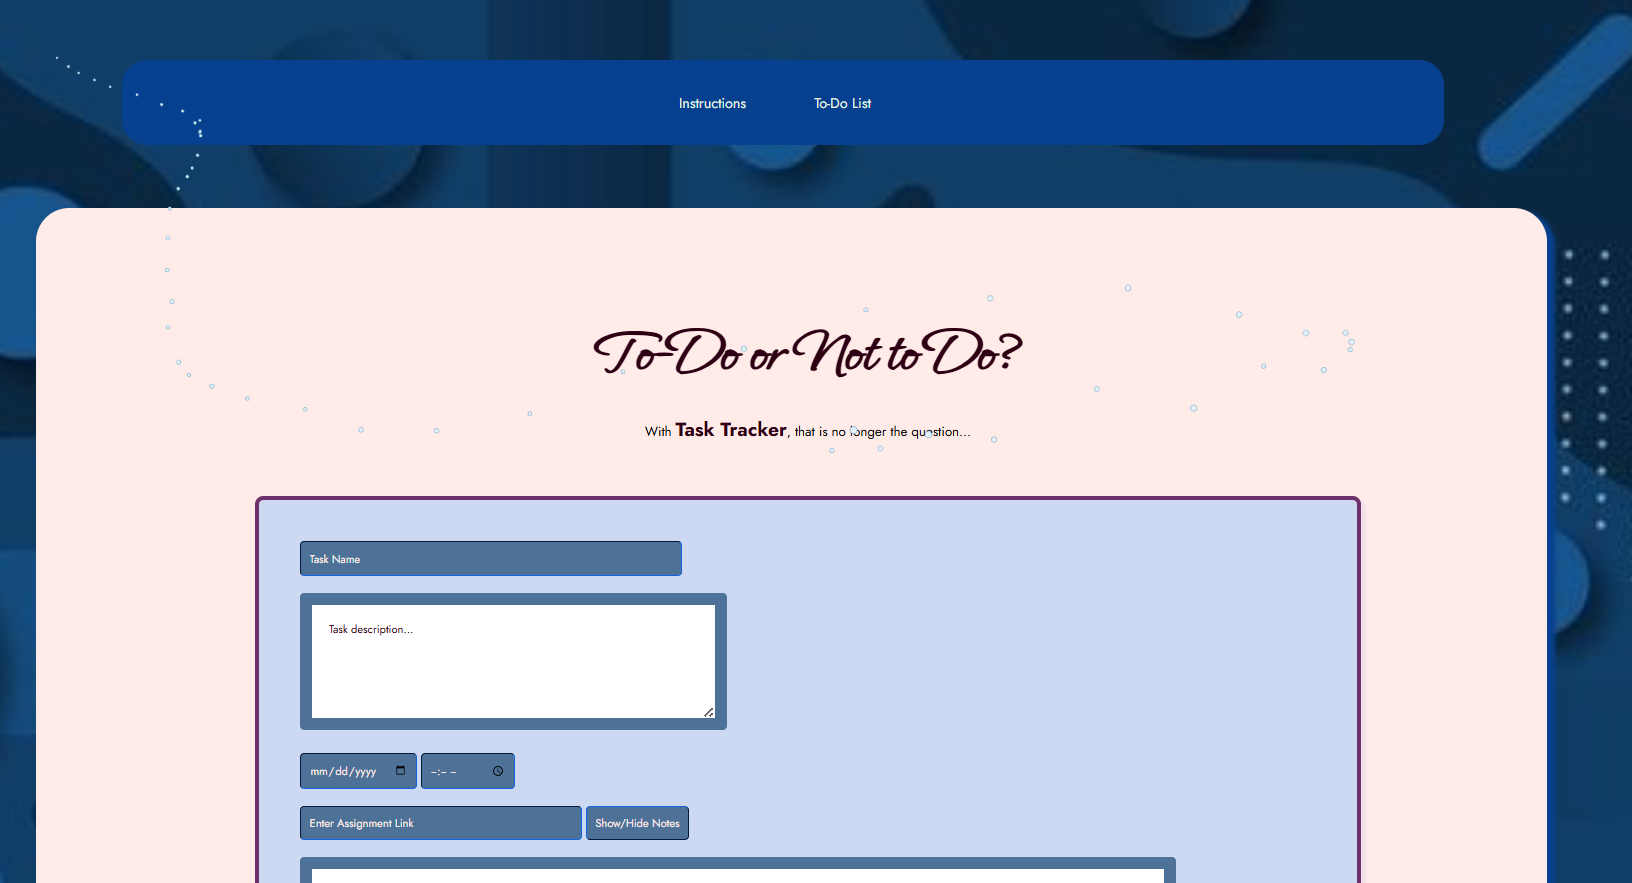 Instructions To-Do List
To-Do or Not to Do?
With Task Tracker, that is no longer the question...
Task Name
Task description...
mm/dd/yyyy --:-- --
Enter Assignment Link Show/Hide Notes